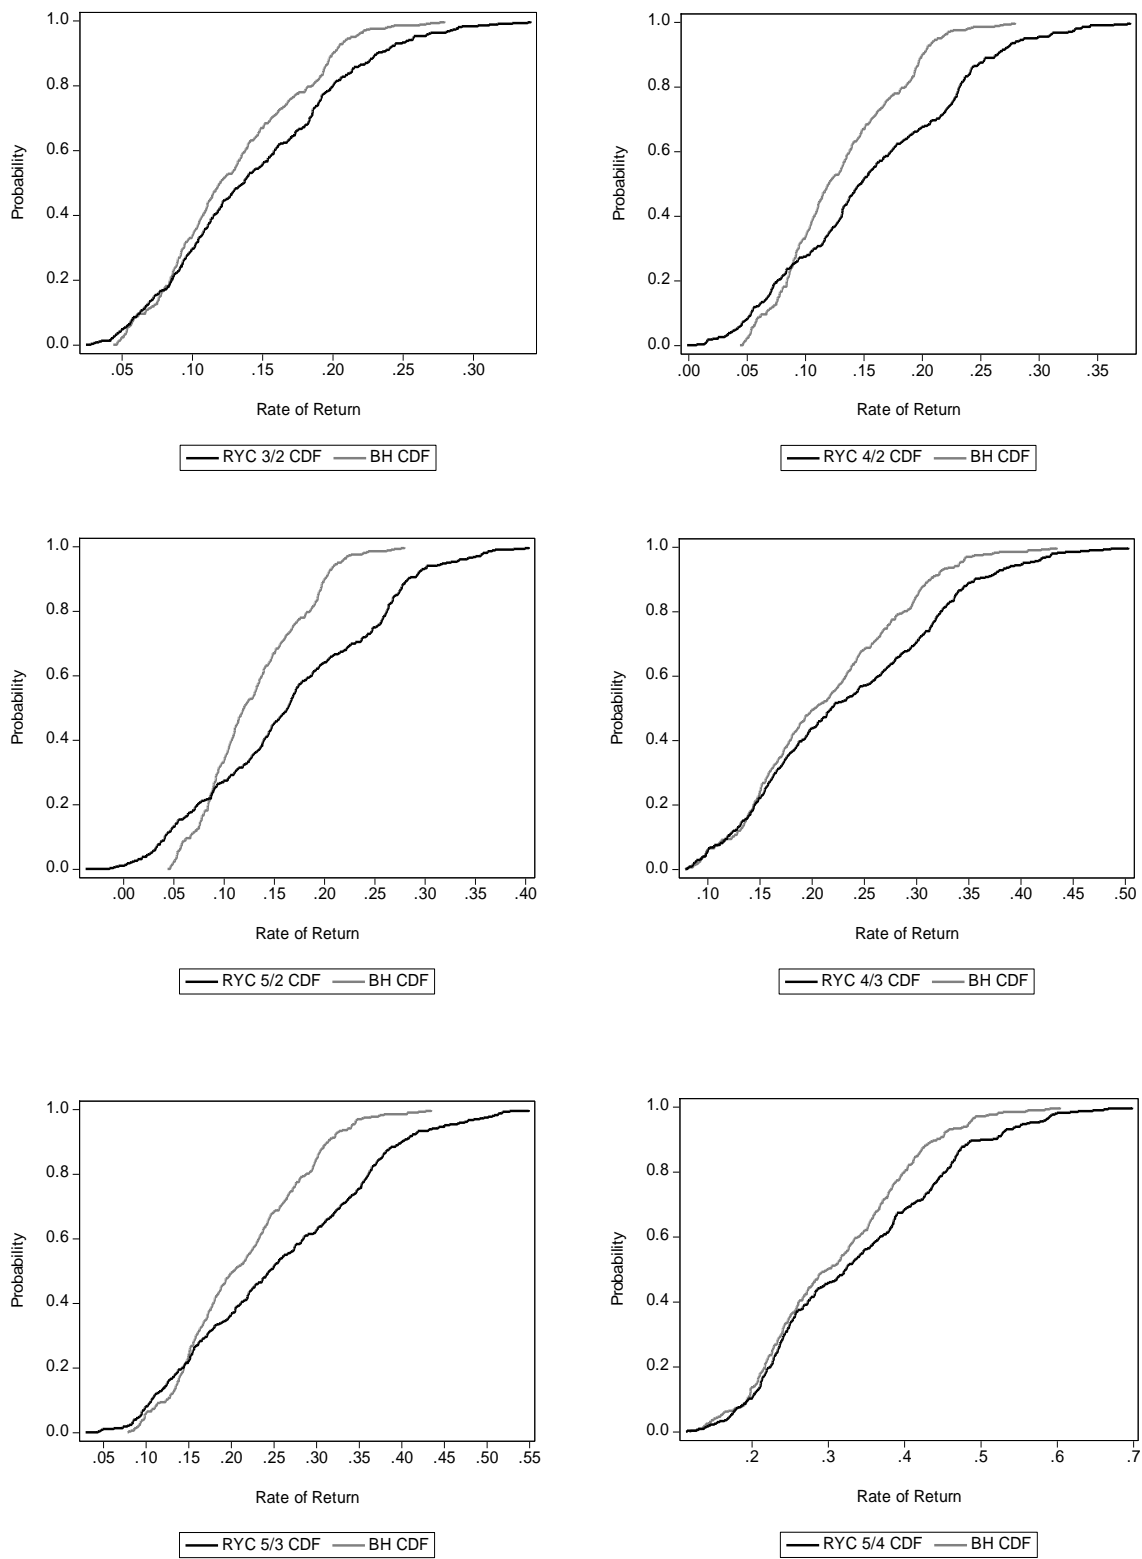 1.0
0.8
0.6
0.4
0.2
0.0
Probability
.05 .10 .15 .20 .25 .30
Rate of Return
RYC 3/2 CDF BH CDF
1.0
0.8
0.6
0.4
0.2
0.0
Probability
.00 .05 .10 .15 .20 .25 .30 .35
Rate of Return
RYC 4/2 CDF BH CDF
1.0
0.8
0.6
0.4
0.2
0.0
Probability
.00 .05 .10 .15 .20 .25 .30 .35 .40
Rate of Return
RYC 5/2 CDF BH CDF
1.0
0.8
0.6
0.4
0.2
0.0
Probability
.10 .15 .20 .25 .30 .35 .40 .45 .50
Rate of Return
RYC 4/3 CDF BH CDF
1.0
0.8
0.6
0.4
0.2
0.0
Probability
.05 .10 .15 .20 .25 .30 .35 .40 .45 .50 .55
Rate of Return
RYC 5/3 CDF BH CDF
1.0
0.8
0.6
0.4
0.2
0.0
Probability
.2 .3 .4 .5 .6 .7
Rate of Return
RYC 5/4 CDF BH CDF